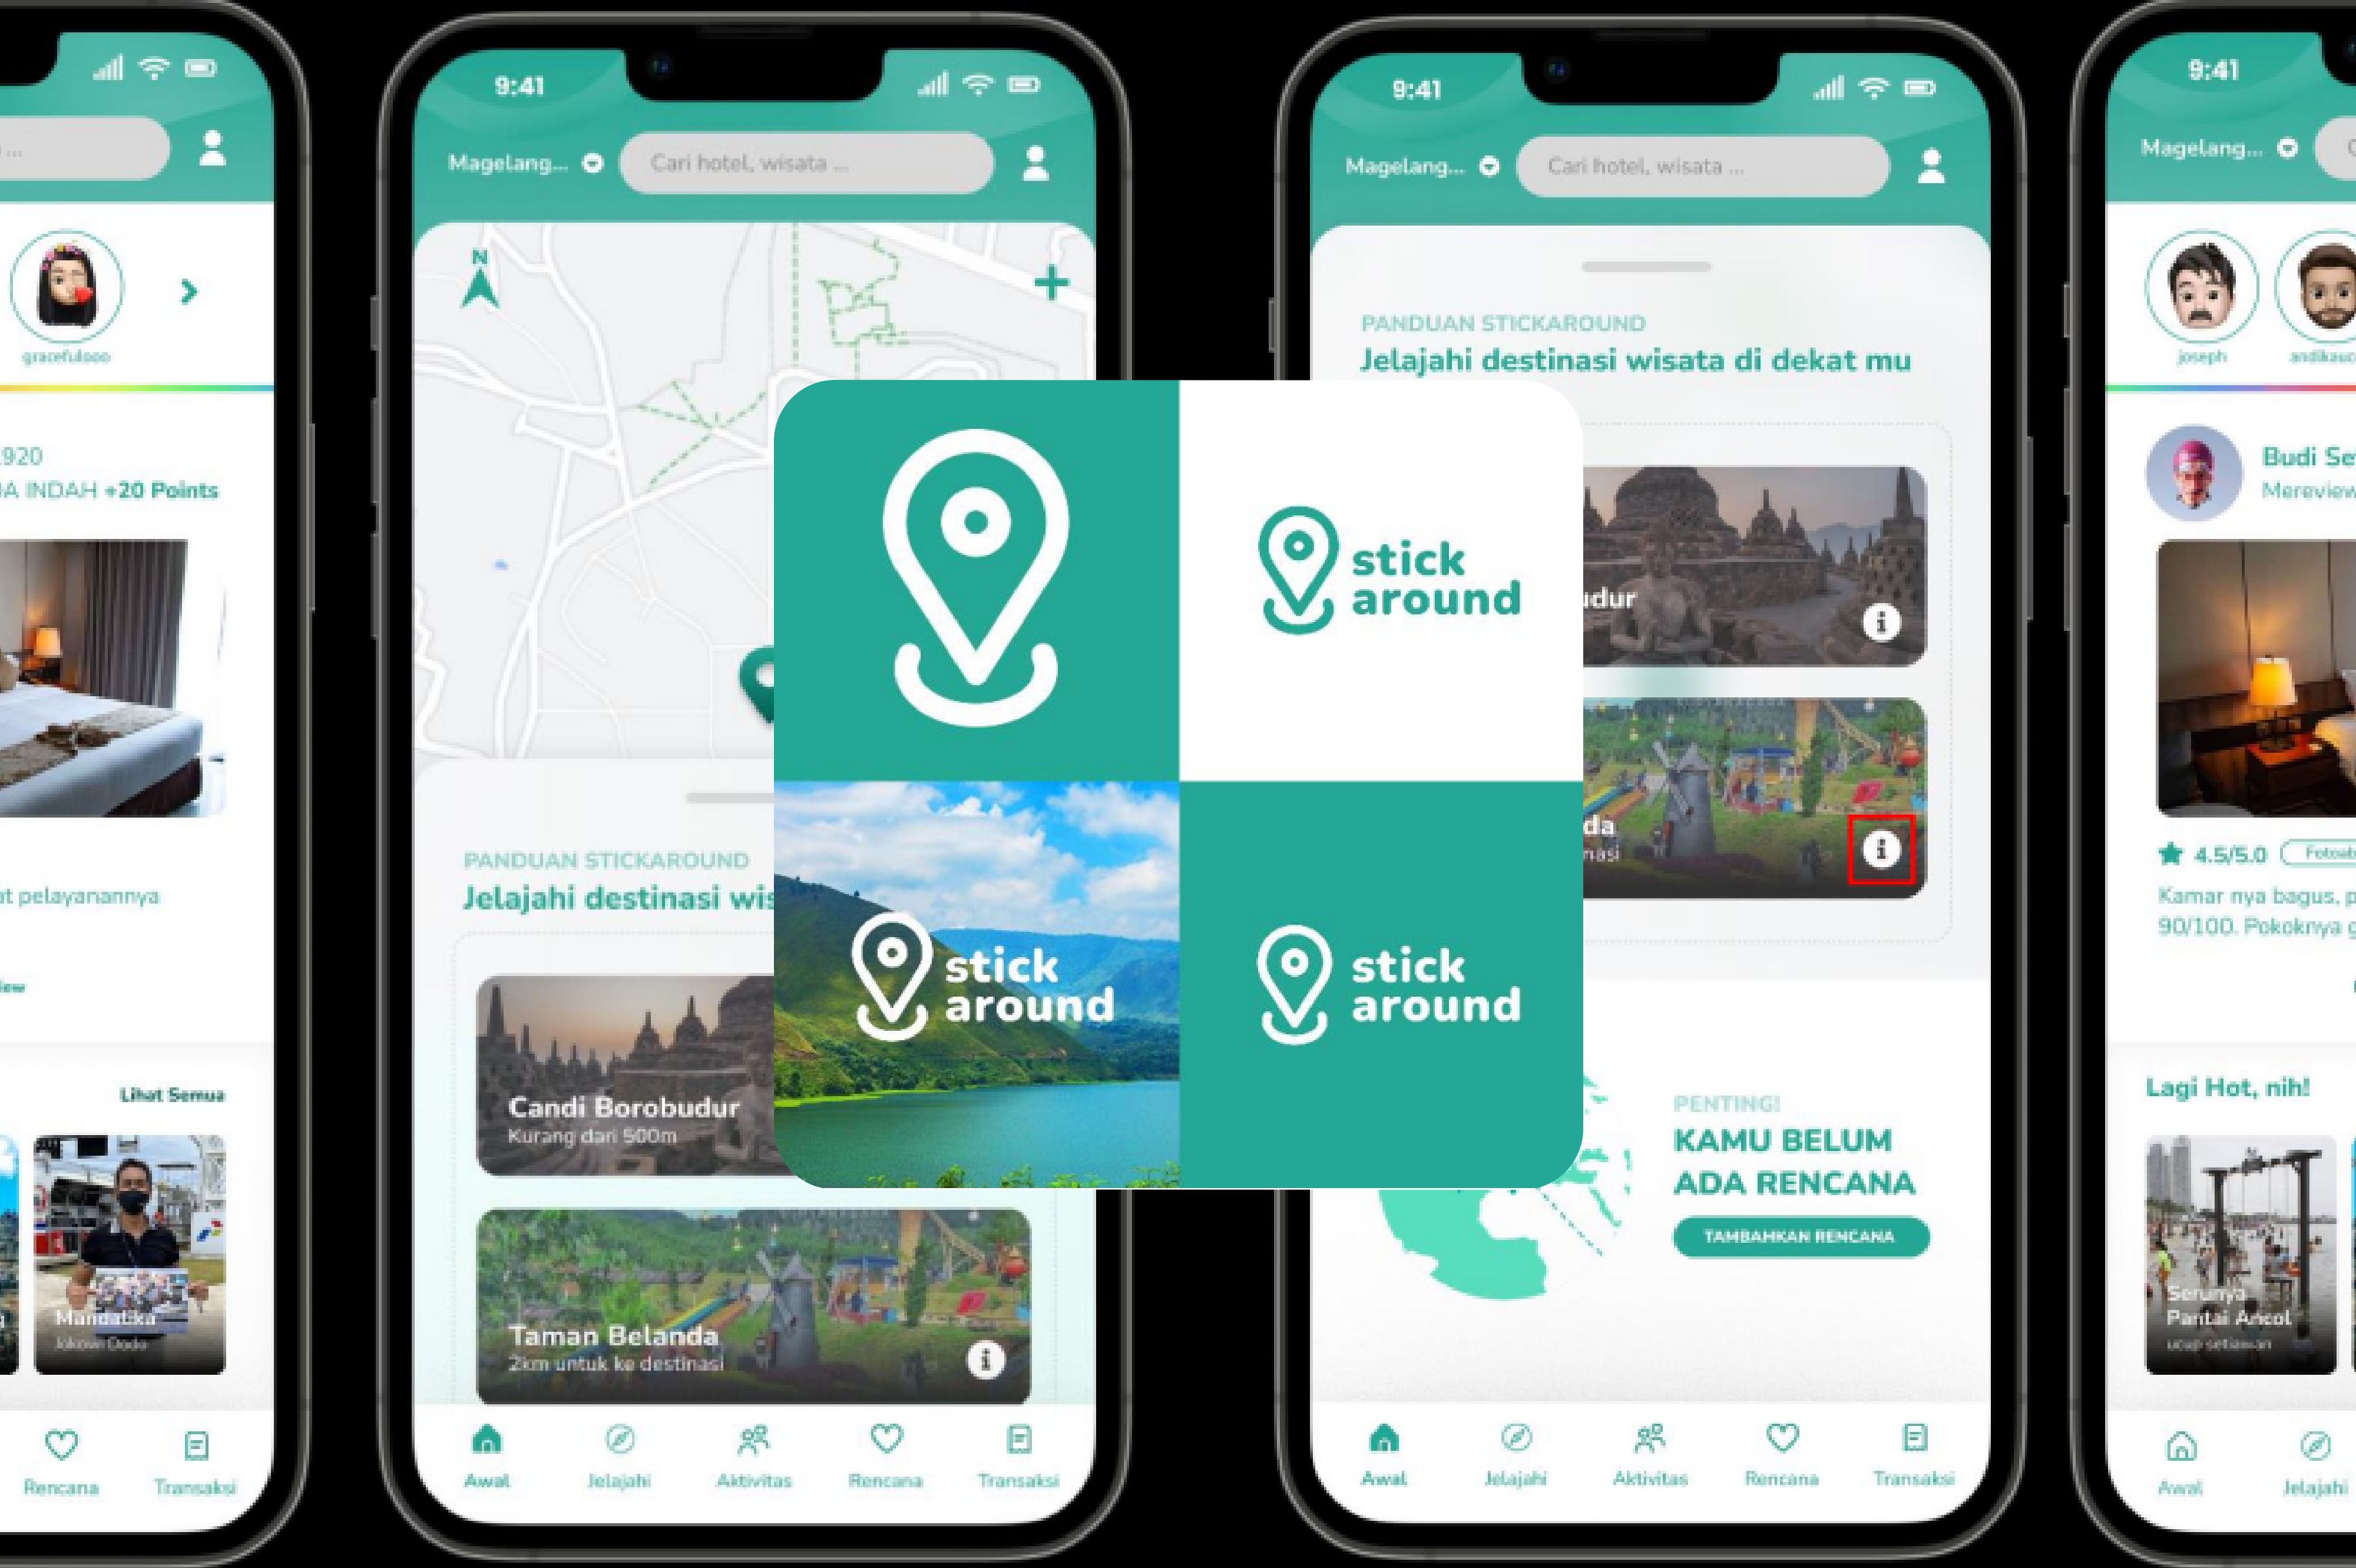 ...
gracefulooo
920
A INDAH +20 Points
at pelayanannya
iew
Lihat Semua
Mandatika
Jokowi Dodo
Rencana
Transaksi
9:41
Magelang...
Cari hotel, wisata ...
N
PANDUAN STICKAROUND
Jelajahi destinasi wis
Candi Borobudur
Kurang dari 500m
Taman Belanda
2km untuk ke destinasi
i
Awal
Jelajahi
Aktivitas
Rencana
Transaksi
stick
around
stick
around
stick
around
9:41
Magelang...
Cari hotel, wisata ...
PANDUAN STICKAROUND
Jelajahi destinasi wisata di dekat mu
udur
i
da
nasi
i
PENTING!
KAMU BELUM
ADA RENCANA
TAMBAHKAN RENCANA
Awal
Jelajahi
Aktivitas
Rencana
Transaksi
9:41
Magelang...
joseph
andikauc
Budi Se
Mereview
4.5/5.0
Kamar nya bagus, p
90/100. Pokoknya g
Lagi Hot, nih!
Serunya
Pantai Ancol
ucup setiawan
Awal
Jelajahi